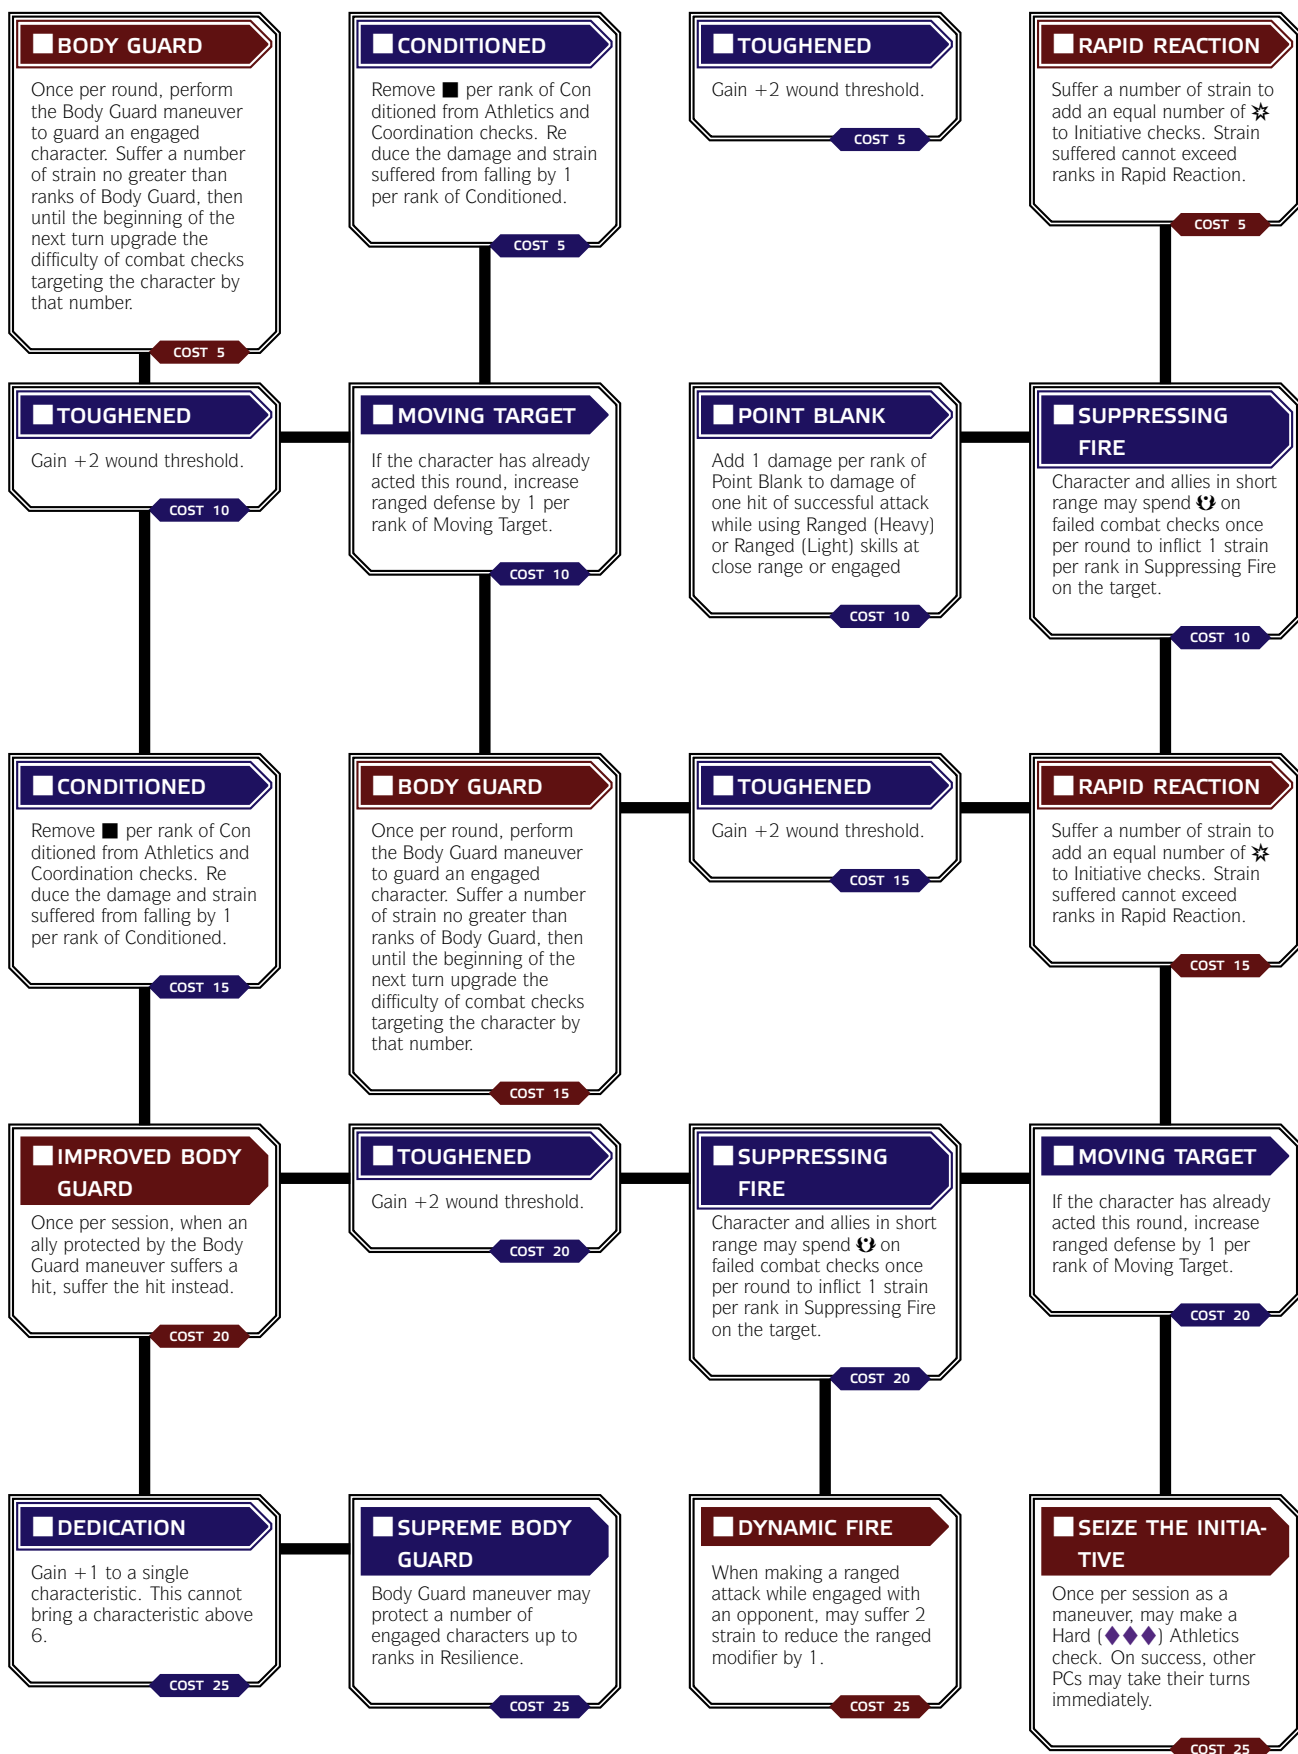 BODY GUARD
Once per round, perform
the Body Guard maneuver
to guard an engaged
character. Suffer a number
of strain no greater than
ranks of Body Guard, then
until the beginning of the
next turn upgrade the
difficulty of combat checks
targeting the character by
that number.
COST 5
CONDITIONED
Remove ■ per rank of Con
ditioned from Athletics and
Coordination checks. Re
duce the damage and strain
suffered from falling by 1
per rank of Conditioned.
COST 5
TOUGHENED
Gain +2 wound threshold.
COST 5
RAPID REACTION
Suffer a number of strain to
add an equal number of
to Initiative checks. Strain
suffered cannot exceed
ranks in Rapid Reaction.
COST 5
TOUGHENED
Gain +2 wound threshold.
COST 10
MOVING TARGET
If the character has already
acted this round, increase
ranged defense by 1 per
rank of Moving Target.
COST 10
POINT BLANK
Add 1 damage per rank of
Point Blank to damage of
one hit of successful attack
while using Ranged (Heavy)
or Ranged (Light) skills at
close range or engaged
COST 10
SUPPRESSING
FIRE
Character and allies in short
range may spend on
failed combat checks once
per round to inflict 1 strain
per rank in Suppressing Fire
on the target.
COST 10
CONDITIONED
Remove ■ per rank of Con
ditioned from Athletics and
Coordination checks. Re
duce the damage and strain
suffered from falling by 1
per rank of Conditioned.
COST 15
BODY GUARD
Once per round, perform
the Body Guard maneuver
to guard an engaged
character. Suffer a number
of strain no greater than
ranks of Body Guard, then
until the beginning of the
next turn upgrade the
difficulty of combat checks
targeting the character by
that number.
COST 15
TOUGHENED
Gain +2 wound threshold.
COST 15
RAPID REACTION
Suffer a number of strain to
add an equal number of
to Initiative checks. Strain
suffered cannot exceed
ranks in Rapid Reaction.
COST 15
IMPROVED BODY
GUARD
Once per session, when an
ally protected by the Body
Guard maneuver suffers a
hit, suffer the hit instead.
COST 20
TOUGHENED
Gain +2 wound threshold.
COST 20
SUPPRESSING
FIRE
Character and allies in short
range may spend on
failed combat checks once
per round to inflict 1 strain
per rank in Suppressing Fire
on the target.
COST 20
MOVING TARGET
If the character has already
acted this round, increase
ranged defense by 1 per
rank of Moving Target.
COST 20
DEDICATION
Gain +1 to a single
characteristic. This cannot
bring a characteristic above
6.
COST 25
SUPREME BODY
GUARD
Body Guard maneuver may
protect a number of
engaged characters up to
ranks in Resilience.
COST 25
DYNAMIC FIRE
When making a ranged
attack while engaged with
an opponent, may suffer 2
strain to reduce the ranged
modifier by 1.
COST 25
SEIZE THE INITIA-
TIVE
Once per session as a
maneuver, may make a
Hard (◆◆◆) Athletics
check. On success, other
PCs may take their turns
immediately.
COST 25